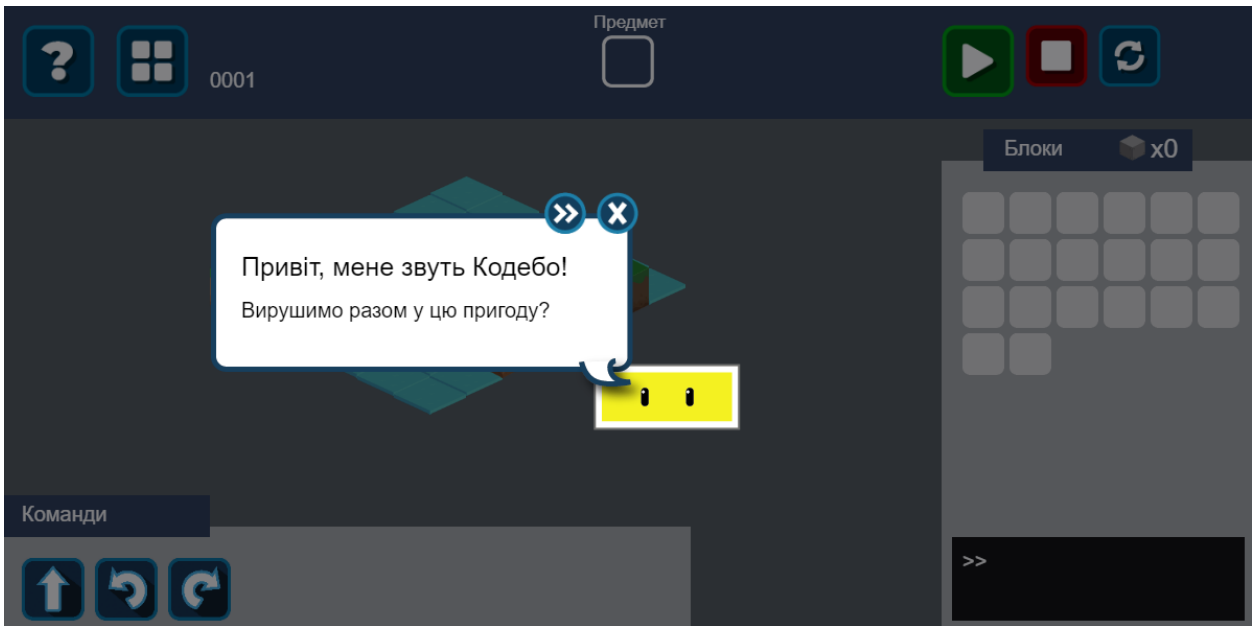 Предмет
0001
Блоки x0
Привіт, мене звуть Кодебо!
Вирушимо разом у цю пригоду?
Команди
>>